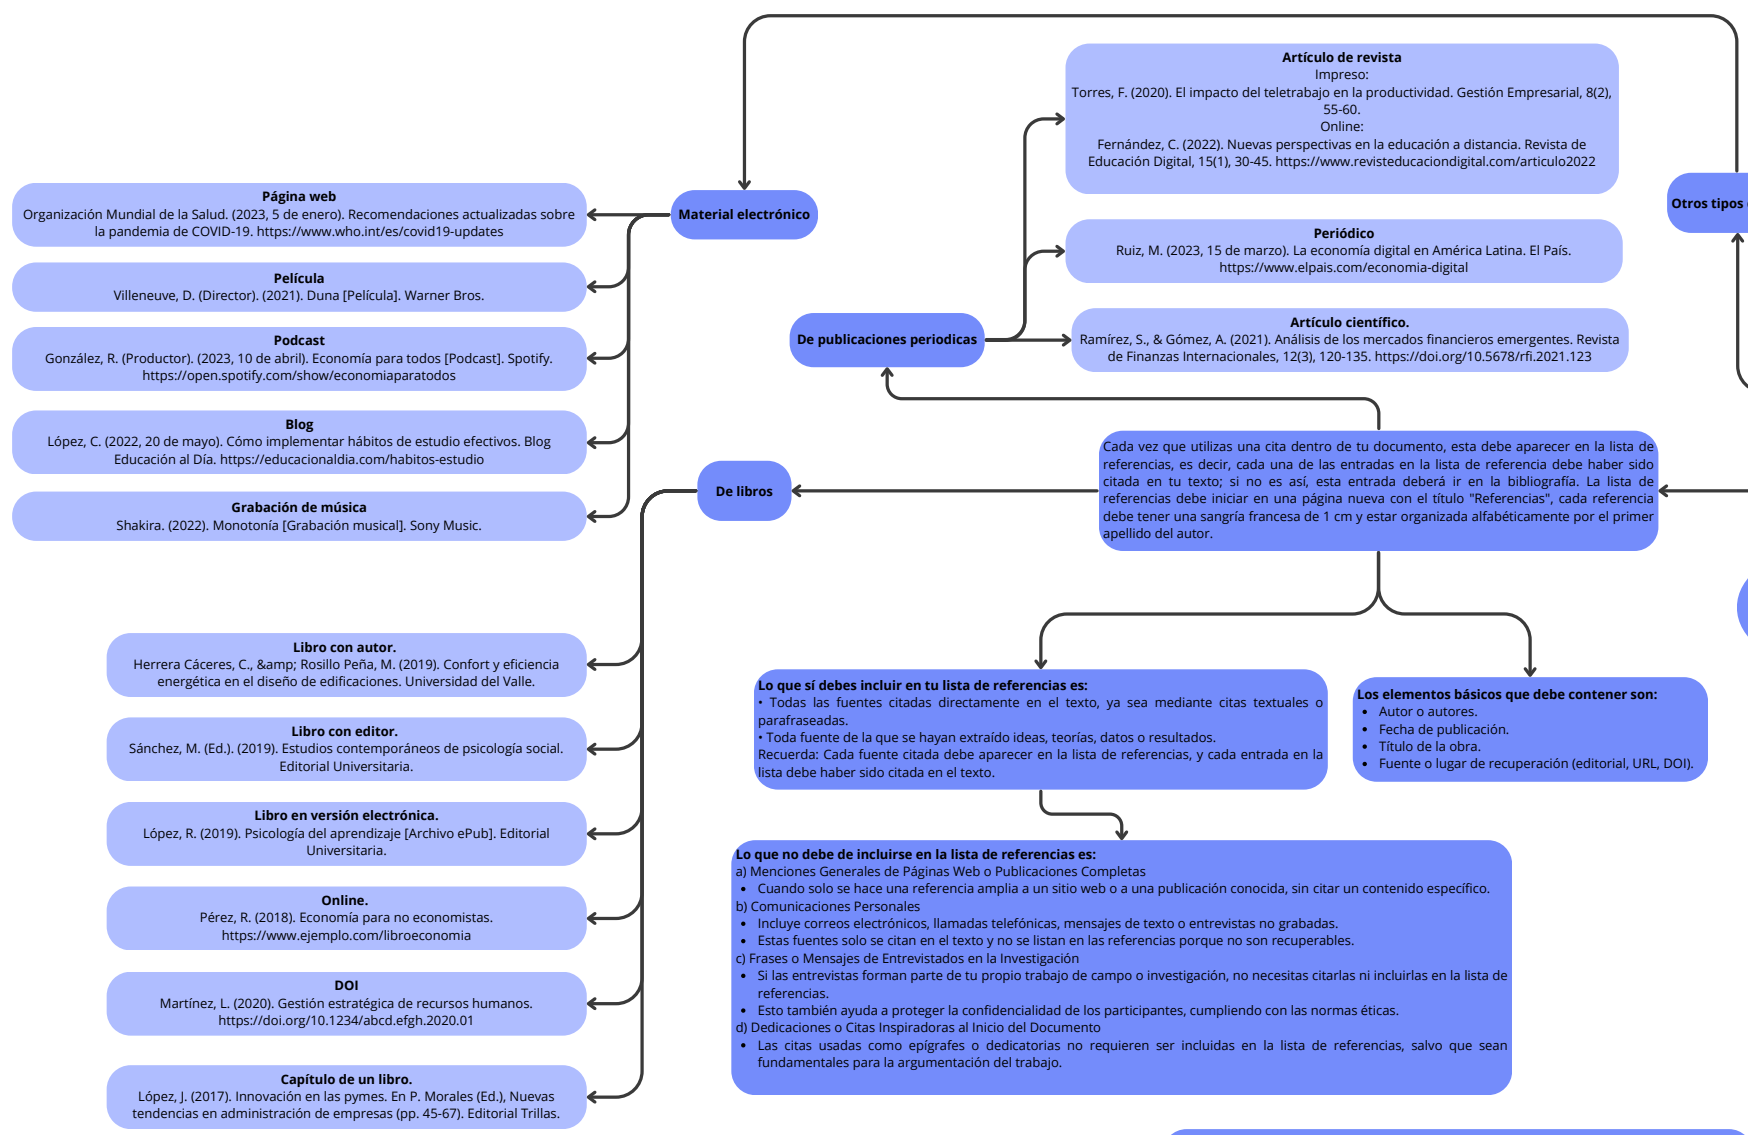 Artículo de revista
Impreso:
Torres, F. (2020). El impacto del teletrabajo en la productividad. Gestión Empresarial, 8(2),
55-60.
Online:
Fernández, C. (2022). Nuevas perspectivas en la educación a distancia. Revista de
Educación Digital, 15(1), 30-45. https://www.revisteducaciondigital.com/articulo2022
Otros tipos
Página web
Organización Mundial de la Salud. (2023, 5 de enero). Recomendaciones actualizadas sobre
la pandemia de COVID-19. https://www.who.int/es/covid19-updates
Material electrónico
Periódico
Ruiz, M. (2023, 15 de marzo). La economía digital en América Latina. El País.
https://www.elpais.com/economia-digital
Película
Villeneuve, D. (Director). (2021). Duna [Película]. Warner Bros.
De publicaciones periodicas
Artículo científico.
Ramírez, S., & Gómez, A. (2021). Análisis de los mercados financieros emergentes. Revista
de Finanzas Internacionales, 12(3), 120-135. https://doi.org/10.5678/rfi.2021.123
Podcast
González, R. (Productor). (2023, 10 de abril). Economía para todos [Podcast]. Spotify.
https://open.spotify.com/show/economiaparatodos
Blog
López, C. (2022, 20 de mayo). Cómo implementar hábitos de estudio efectivos. Blog
Educación al Día. https://educacionaldia.com/habitos-estudio
Grabación de música
Shakira. (2022). Monotonía [Grabación musical]. Sony Music.
De libros
Cada vez que utilizas una cita dentro de tu documento, esta debe aparecer en la lista de
referencias, es decir, cada una de las entradas en la lista de referencia debe haber sido
citada en tu texto; si no es así, esta entrada deberá ir en la bibliografía. La lista de
referencias debe iniciar en una página nueva con el título "Referencias", cada referencia
debe tener una sangría francesa de 1 cm y estar organizada alfabéticamente por el primer
apellido del autor.
Libro con autor.
Herrera Cáceres, C., &amp; Rosillo Peña, M. (2019). Confort y eficiencia
energética en el diseño de edificaciones. Universidad del Valle.
Libro con editor.
Sánchez, M. (Ed.). (2019). Estudios contemporáneos de psicología social.
Editorial Universitaria.
Libro en versión electrónica.
López, R. (2019). Psicología del aprendizaje [Archivo ePub]. Editorial
Universitaria.
Online.
Pérez, R. (2018). Economía para no economistas.
https://www.ejemplo.com/libroeconomia
DOI
Martínez, L. (2020). Gestión estratégica de recursos humanos.
https://doi.org/10.1234/abcd.efgh.2020.01
Capítulo de un libro.
López, J. (2017). Innovación en las pymes. En P. Morales (Ed.), Nuevas
tendencias en administración de empresas (pp. 45-67). Editorial Trillas.
Lo que sí debes incluir en tu lista de referencias es:
• Todas las fuentes citadas directamente en el texto, ya sea mediante citas textuales o
parafraseadas.
• Toda fuente de la que se hayan extraído ideas, teorías, datos o resultados.
Recuerda: Cada fuente citada debe aparecer en la lista de referencias, y cada entrada en la
lista debe haber sido citada en el texto.
Los elementos básicos que debe contener son:
• Autor o autores.
• Fecha de publicación.
• Título de la obra.
• Fuente o lugar de recuperación (editorial, URL, DOI).
Lo que no debe de incluirse en la lista de referencias es:
a) Menciones Generales de Páginas Web o Publicaciones Completas
• Cuando solo se hace una referencia amplia a un sitio web o a una publicación conocida, sin citar un contenido específico.
b) Comunicaciones Personales
• Incluye correos electrónicos, llamadas telefónicas, mensajes de texto o entrevistas no grabadas.
• Estas fuentes solo se citan en el texto y no se listan en las referencias porque no son recuperables.
c) Frases o Mensajes de Entrevistados en la Investigación
• Si las entrevistas forman parte de tu propio trabajo de campo o investigación, no necesitas citarlas ni incluirlas en la lista de
referencias.
• Esto también ayuda a proteger la confidencialidad de los participantes, cumpliendo con las normas éticas.
d) Dedicaciones o Citas Inspiradoras al Inicio del Documento
• Las citas usadas como epígrafes o dedicatorias no requieren ser incluidas en la lista de referencias, salvo que sean
fundamentales para la argumentación del trabajo.